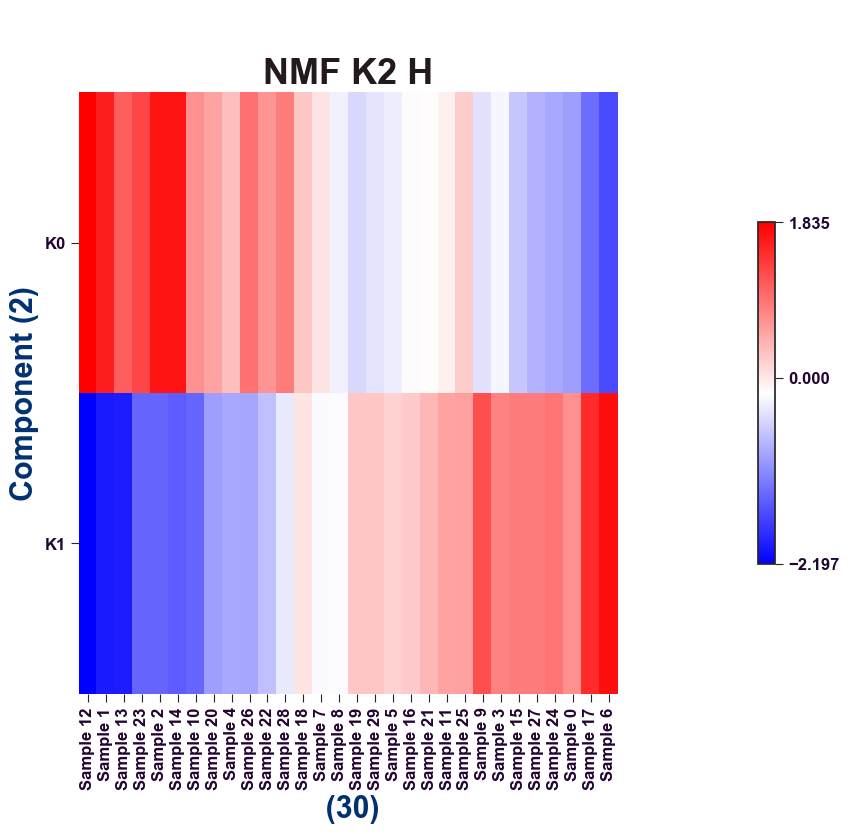 NMF K2 H
Component (2)
K0
K1
1.835
0.000
−2.197
Sample 12
Sample 1
Sample 13
Sample 23
Sample 2
Sample 14
Sample 10
Sample 20
Sample 4
Sample 26
Sample 22
Sample 28
Sample 18
Sample 7
Sample 8
Sample 19
Sample 29
Sample 5
Sample 16
Sample 21
Sample 11
Sample 25
Sample 9
Sample 3
Sample 15
Sample 27
Sample 24
Sample 0
Sample 17
Sample 6
(30)